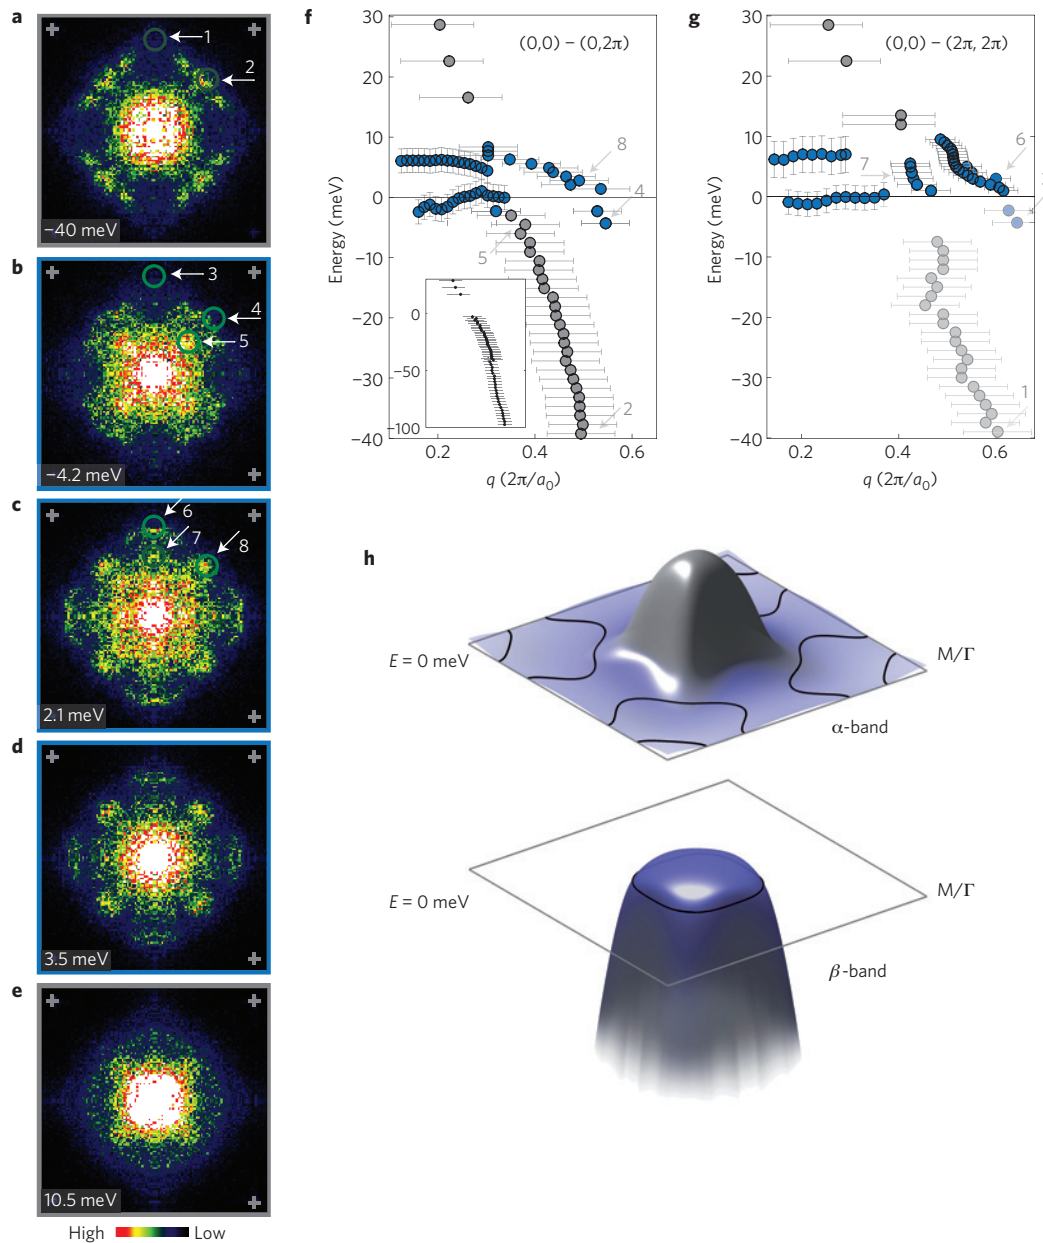 a
1
2
−40 meV
b
3
4
5
−4.2 meV
c
6
7
8
2.1 meV
d
3.5 meV
e
10.5 meV
High Low
f
(0,0) − (0,2π)
Energy (meV)
30
20
10
0
−10
−20
−30
−40
8
4
5
2
0
−50
−100
0.2 0.4 0.6
q (2π/a₀)
g
(0,0) − (2π, 2π)
Energy (meV)
30
20
10
0
−10
−20
−30
−40
6
7
1
0.2 0.4 0.6
q (2π/a₀)
h
E = 0 meV
M/Γ
α-band
E = 0 meV
M/Γ
β-band